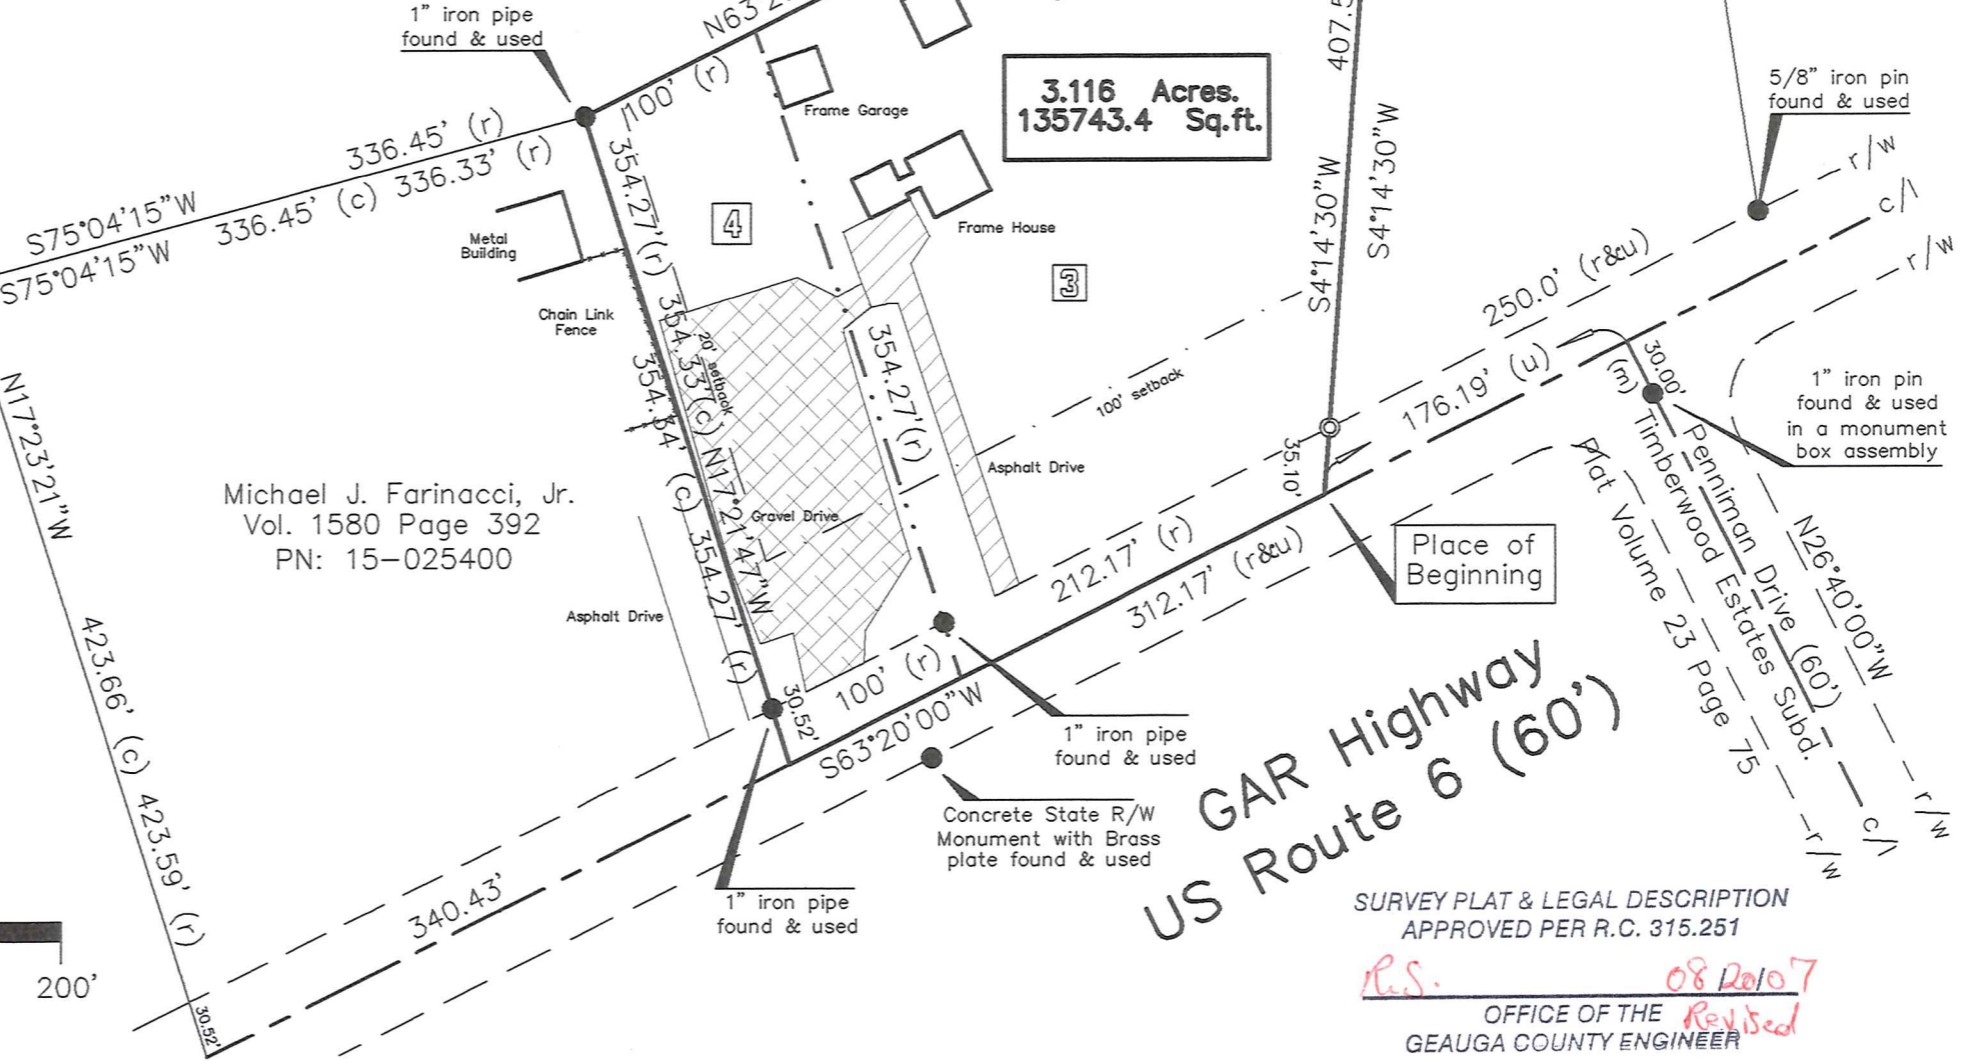 1" iron pipe
found & used
N63
100' (r)
Frame Garage
3.116 Acres.
135743.4 Sq.ft.
407.5
5/8" iron pin
found & used
r/w
c/l
r/w
336.45' (r)
S75°04'15"W
336.45' (c) 336.33' (r)
S75°04'15"W
Metal
Building
Chain Link
Fence
354.27'(r)
354.33'(c)
N17°21'47"W
20' setback
354.34' (c) 354.27' (r)
4
Frame House
3
S4°14'30"W
S4°14'30"W
354.27'(r)
100' setback
Asphalt Drive
Gravel Drive
Asphalt Drive
250.0' (r&u)
176.19' (u)
30.00'
(m)
35.10'
1" iron pin
found & used
in a monument
box assembly
Place of
Beginning
212.17' (r)
312.17' (r&u)
100' (r)
30.52'
S63°20'00"W
1" iron pipe
found & used
Concrete State R/W
Monument with Brass
plate found & used
1" iron pipe
found & used
340.43'
N17°23'21"W
423.66' (c) 423.59' (r)
30.52'
Michael J. Farinacci, Jr.
Vol. 1580 Page 392
PN: 15-025400
200'
GAR Highway
US Route 6 (60')
N26°40'00"W
Penniman Drive (60')
Timberwood Estates Subd.
Plat Volume 23 Page 75
r/w
c/l
r/w
SURVEY PLAT & LEGAL DESCRIPTION
APPROVED PER R.C. 315.251
R.S. 08/20/07
OFFICE OF THE Revised
GEAUGA COUNTY ENGINEER